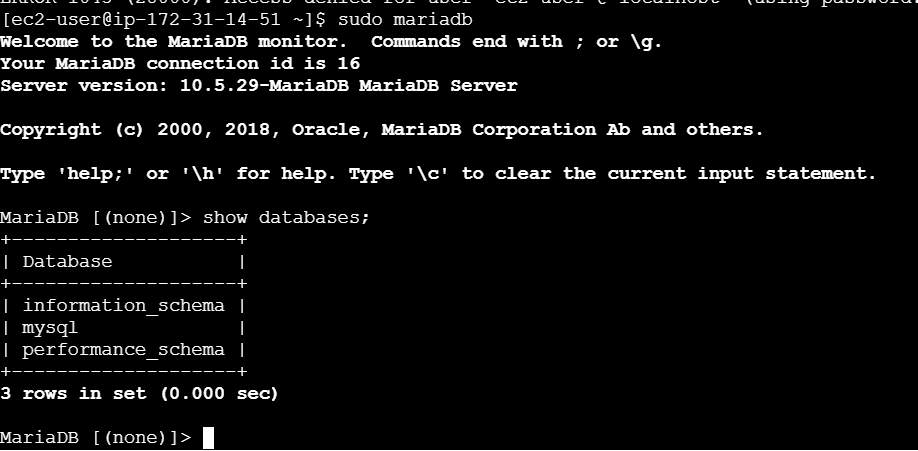 [ec2-user@ip-172-31-14-51 ~]$ sudo mariadb
Welcome to the MariaDB monitor.  Commands end with ; or \g.
Your MariaDB connection id is 16
Server version: 10.5.29-MariaDB MariaDB Server

Copyright (c) 2000, 2018, Oracle, MariaDB Corporation Ab and others.

Type 'help;' or '\h' for help. Type '\c' to clear the current input statement.

MariaDB [(none)]> show databases;
+--------------------+
| Database           |
+--------------------+
| information_schema |
| mysql              |
| performance_schema |
+--------------------+
3 rows in set (0.000 sec)

MariaDB [(none)]>